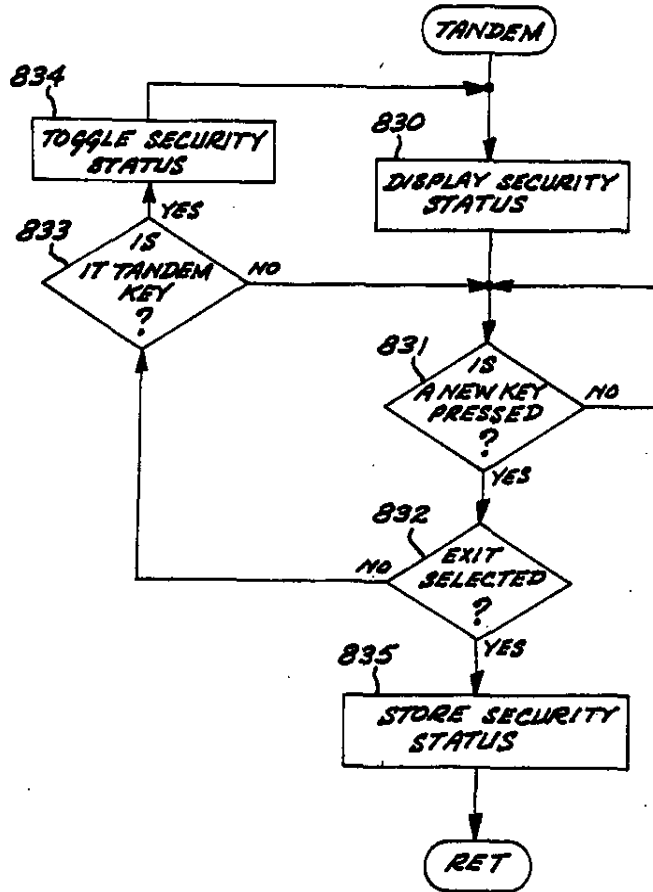 TANDEM
834
TOGGLE SECURITY
STATUS
830
DISPLAY SECURITY
STATUS
YES
833
IS
IT TANDEM
KEY
?
NO
831
IS
A NEW KEY
PRESSED
?
NO
YES
832
NO
EXIT
SELECTED
?
YES
835
STORE SECURITY
STATUS
RET